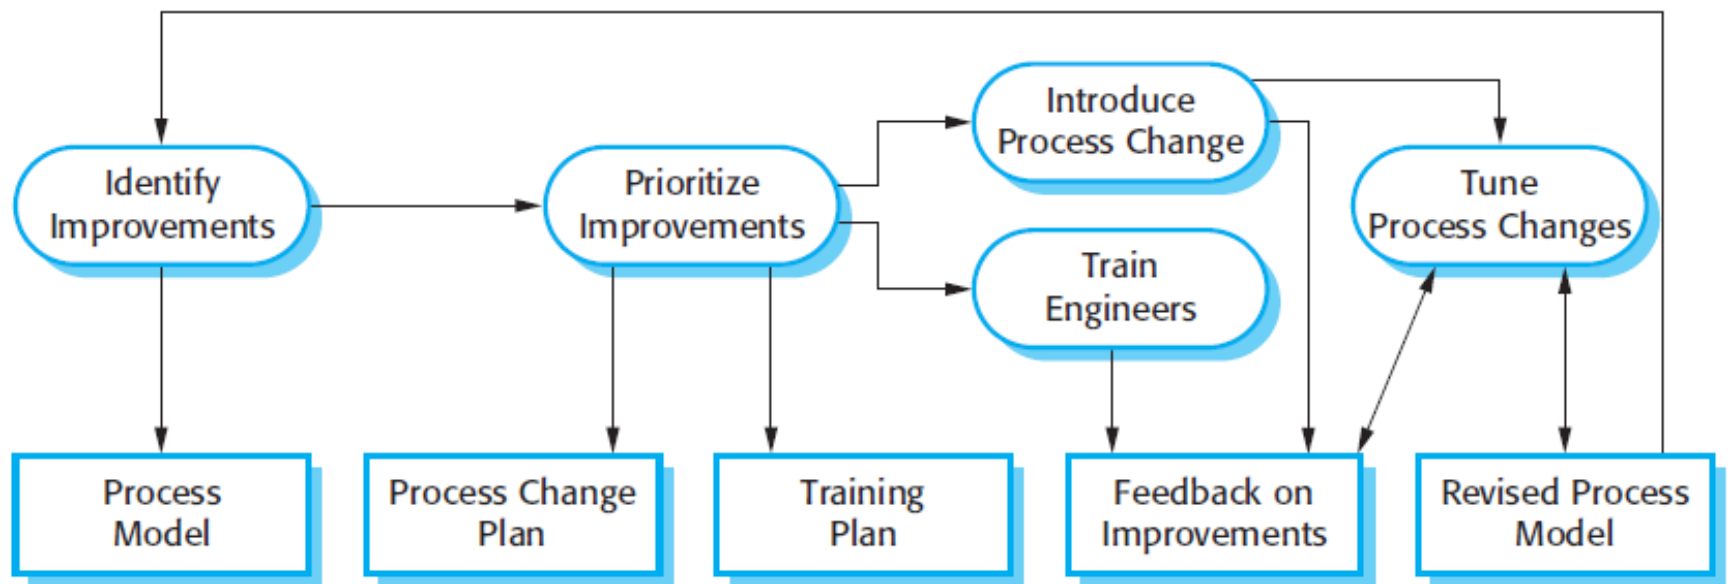 Introduce
Process Change
Identify
Improvements
Prioritize
Improvements
Tune
Process Changes
Train
Engineers
Process
Model
Process Change
Plan
Training
Plan
Feedback on
Improvements
Revised Process
Model